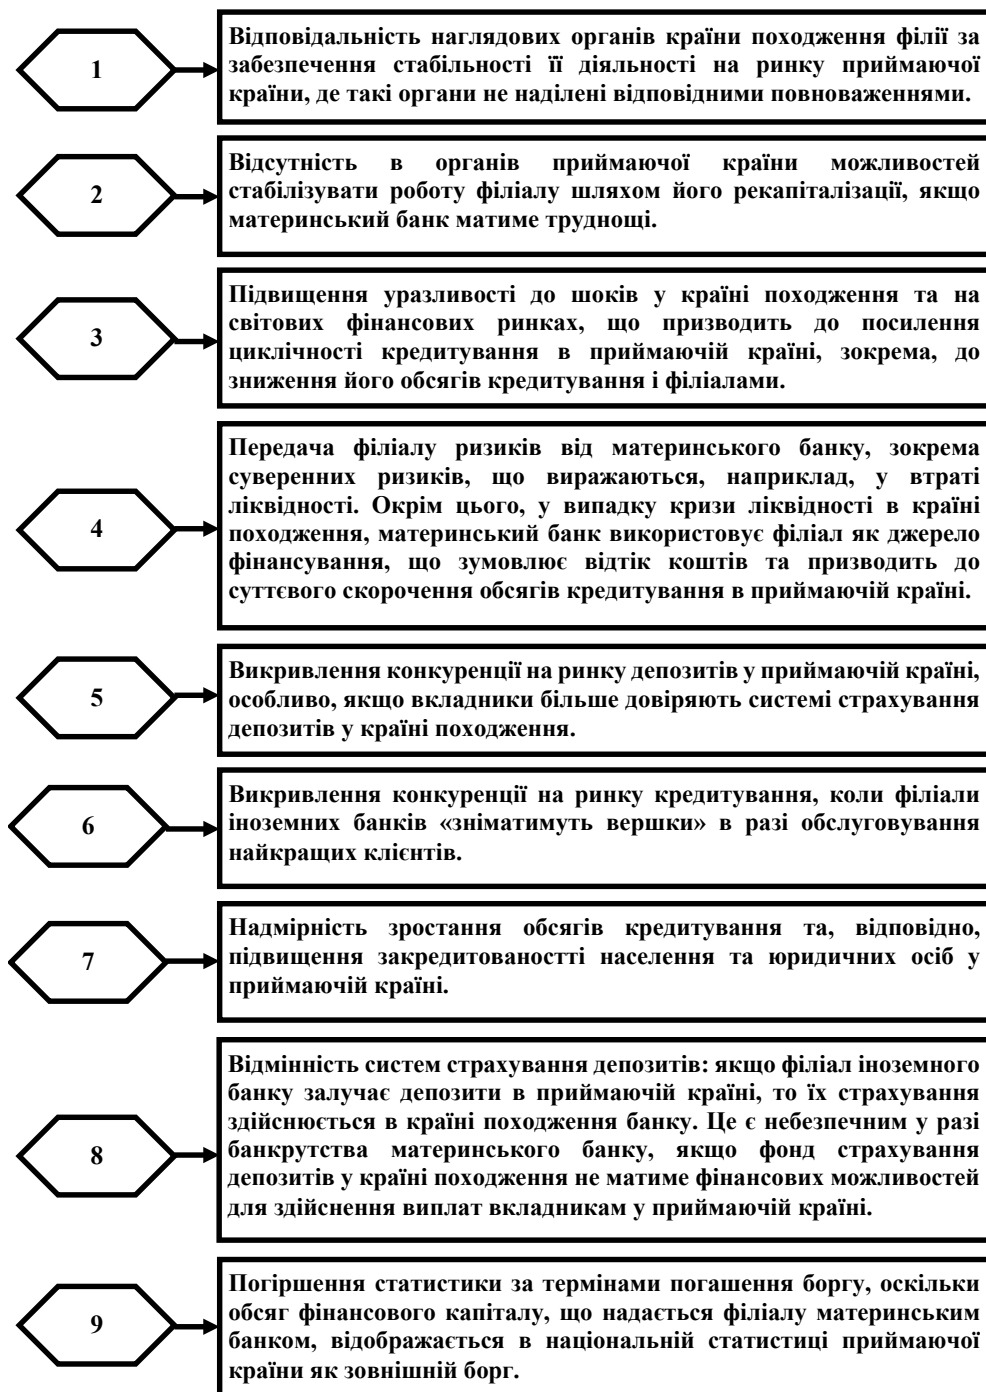 1
Відповідальність наглядових органів країни походження філії за
забезпечення стабільності її діяльності на ринку приймаючої
країни, де такі органи не наділені відповідними повноваженнями.
2
Відсутність в органів приймаючої країни можливостей
стабілізувати роботу філіалу шляхом його рекапіталізації, якщо
материнський банк матиме труднощі.
3
Підвищення уразливості до шоків у країні походження та на
світових фінансових ринках, що призводить до посилення
циклічності кредитування в приймаючій країні, зокрема, до
зниження його обсягів кредитування і філіалами.
4
Передача філіалу ризиків від материнського банку, зокрема
суверенних ризиків, що виражаються, наприклад, у втраті
ліквідності. Окрім цього, у випадку кризи ліквідності в країні
походження, материнський банк використовує філіал як джерело
фінансування, що зумовлює відтік коштів та призводить до
суттєвого скорочення обсягів кредитування в приймаючій країні.
5
Викривлення конкуренції на ринку депозитів у приймаючій країні,
особливо, якщо вкладники більше довіряють системі страхування
депозитів у країні походження.
6
Викривлення конкуренції на ринку кредитування, коли філіали
іноземних банків «зніматимуть вершки» в разі обслуговування
найкращих клієнтів.
7
Надмірність зростання обсягів кредитування та, відповідно,
підвищення закредитованостті населення та юридичних осіб у
приймаючій країні.
8
Відмінність систем страхування депозитів: якщо філіал іноземного
банку залучає депозити в приймаючій країні, то їх страхування
здійснюється в країні походження банку. Це є небезпечним у разі
банкрутства материнського банку, якщо фонд страхування
депозитів у країні походження не матиме фінансових можливостей
для здійснення виплат вкладникам у приймаючій країні.
9
Погіршення статистики за термінами погашення боргу, оскільки
обсяг фінансового капіталу, що надається філіалу материнським
банком, відображається в національній статистиці приймаючої
країни як зовнішній борг.